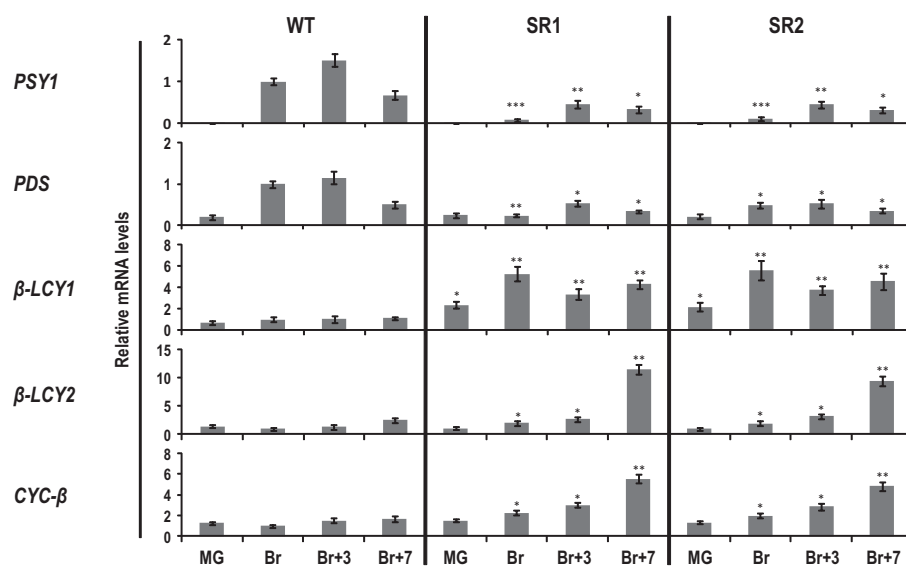 WT SR1 SR2
Relative mRNA levels
PSY1
2
1
0
*** ** *
*** ** *
PDS
2
1
0
** * *
* * *
β-LCY1
8
6
4
2
0
* ** ** **
* ** ** **
β-LCY2
15
10
5
0
* * **
* * **
CYC-β
8
6
4
2
0
* * **
* * **
MG Br Br+3 Br+7 MG Br Br+3 Br+7 MG Br Br+3 Br+7